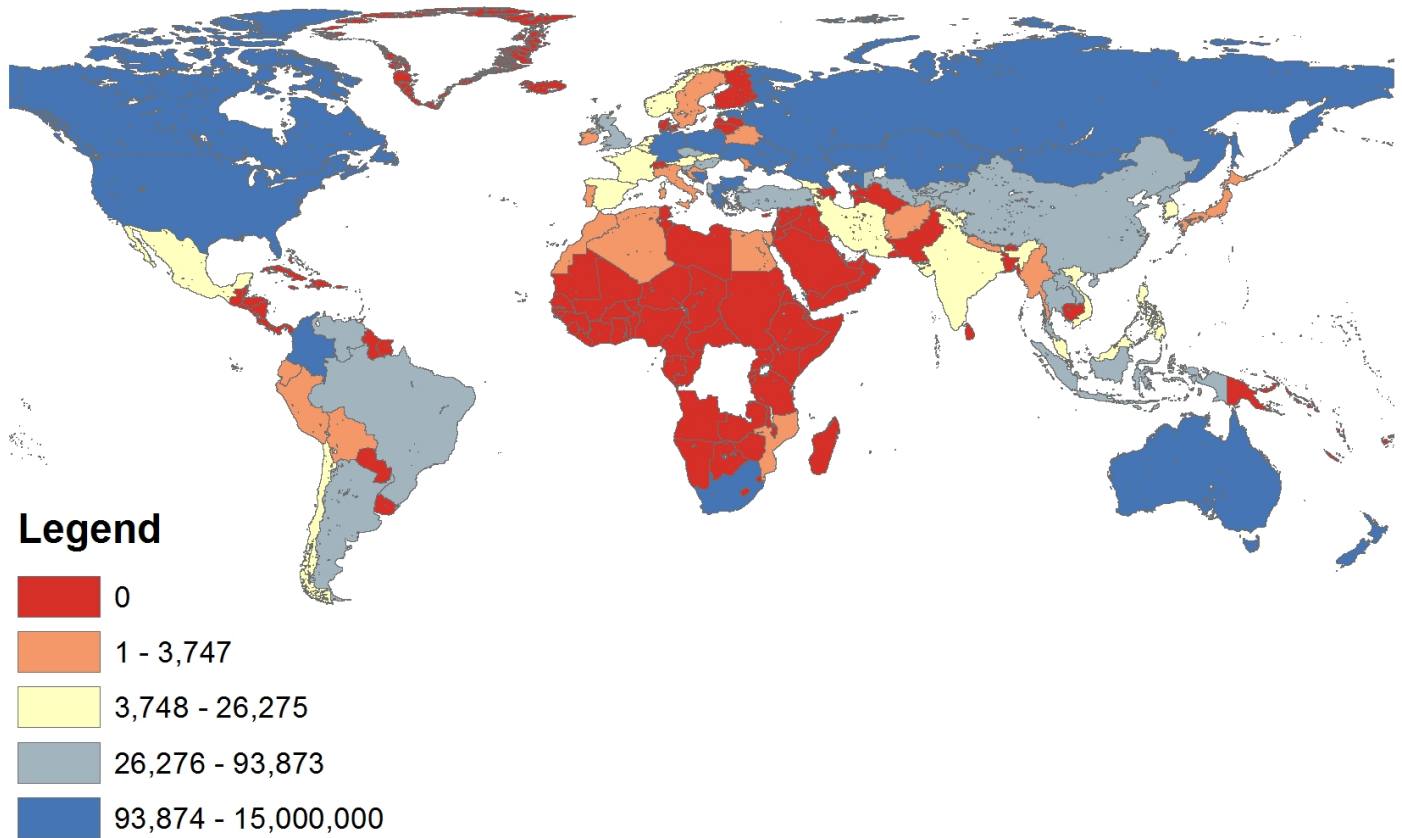 Legend
0
1 - 3,747
3,748 - 26,275
26,276 - 93,873
93,874 - 15,000,000